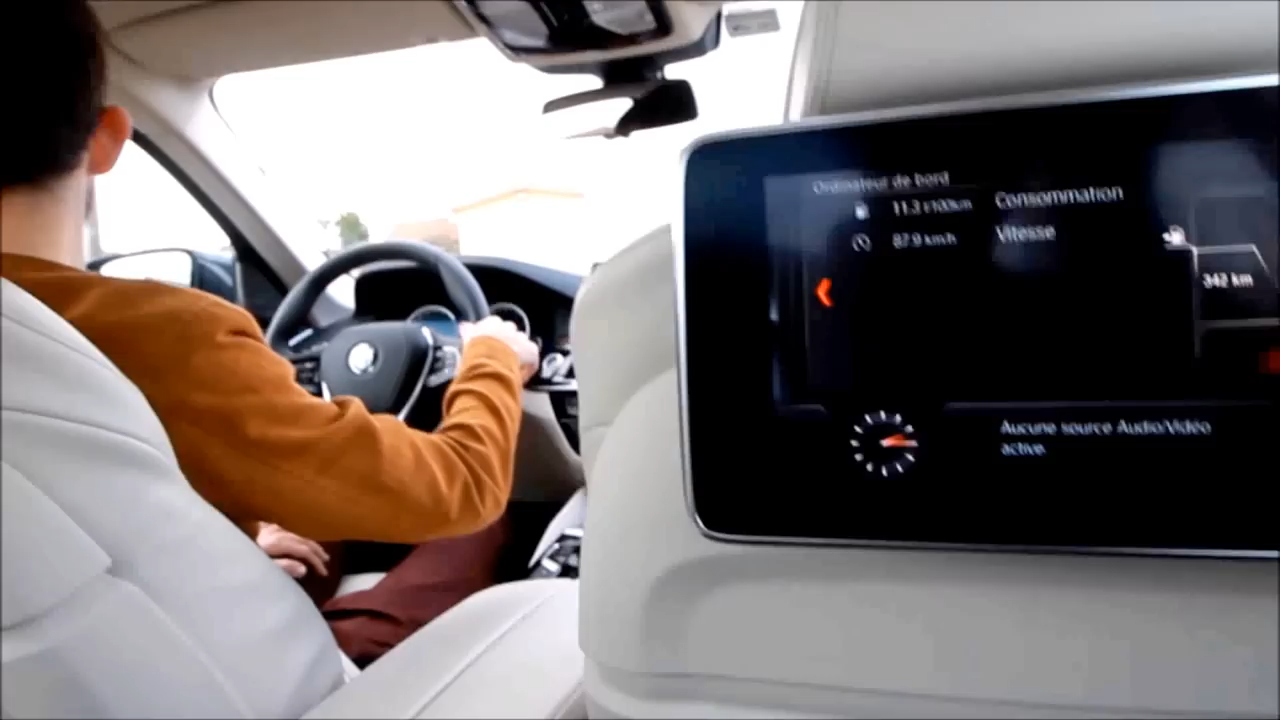 Ordinateur de bord
11.3 l/100km Consommation
87.9 km/h Vitesse
342 km
Aucune source Audio/Vidéo
active.